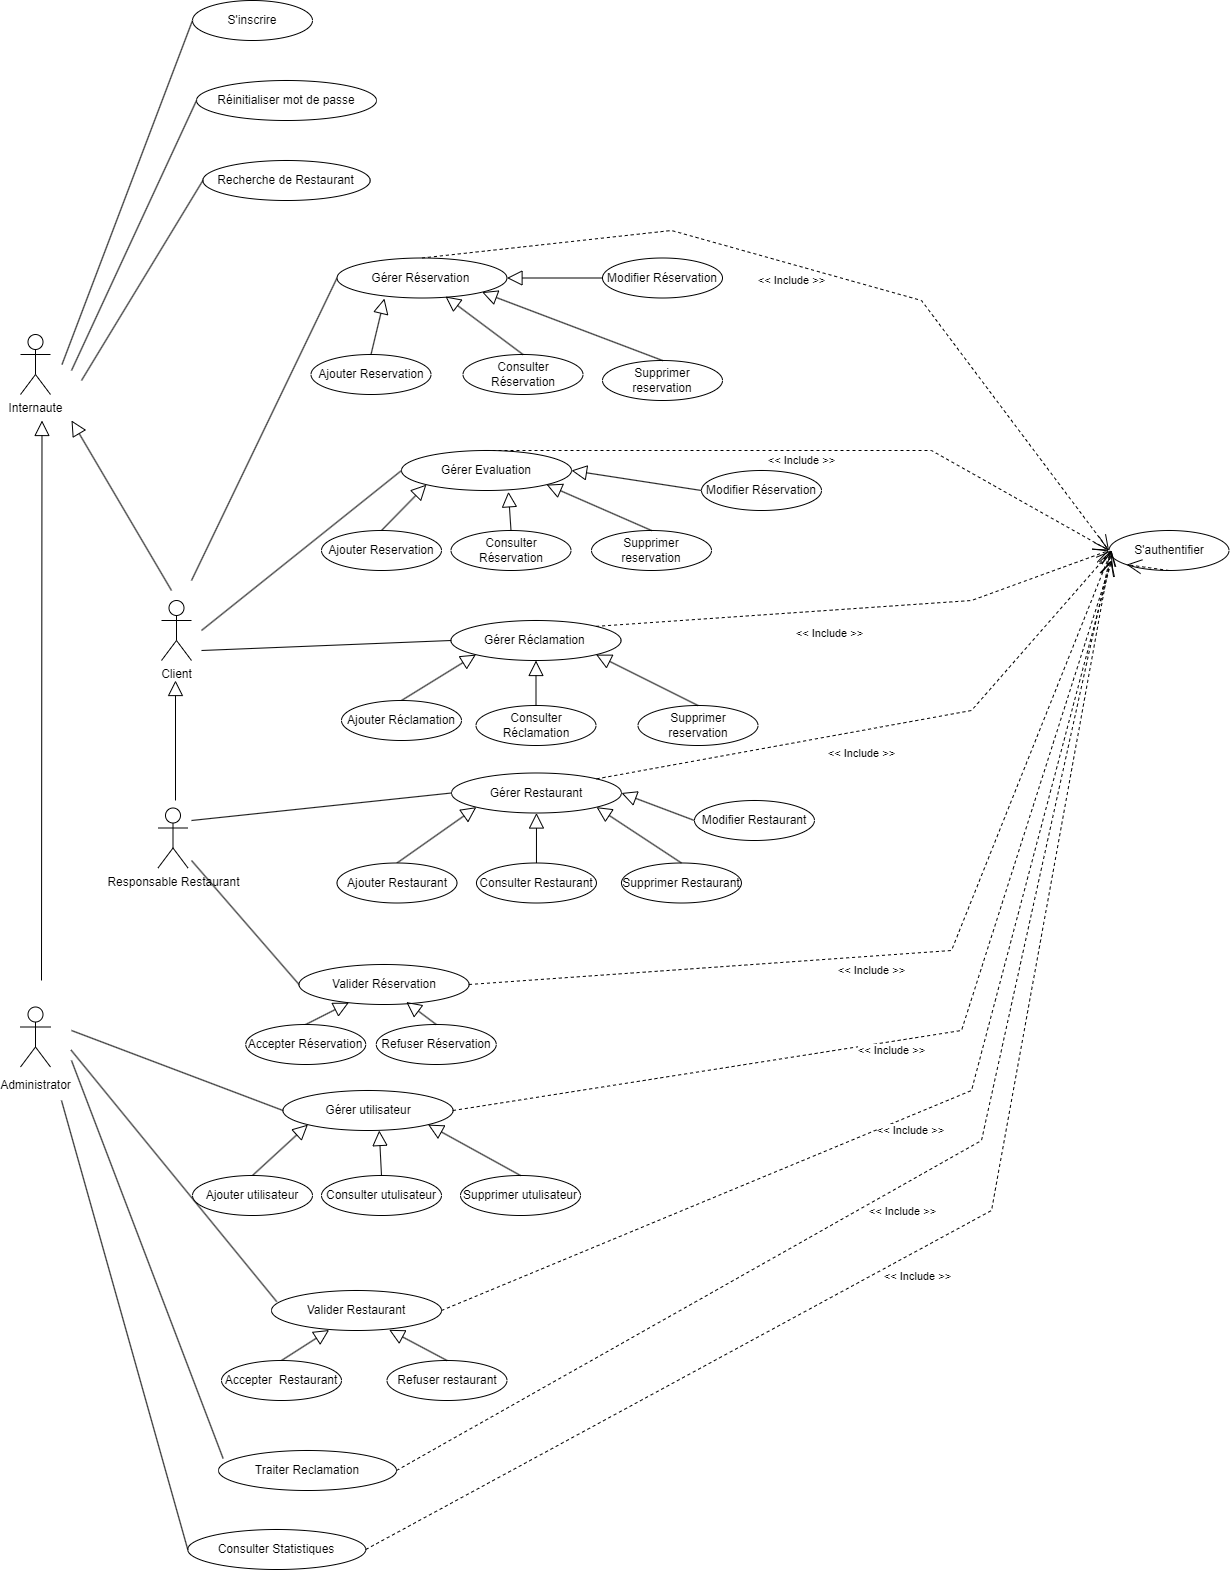 S'inscrire
Réinitialiser mot de passe
Recherche de Restaurant
Gérer Réservation
Modifier Réservation
<< Include >>
Ajouter Reservation
Consulter
Réservation
Supprimer
reservation
Internaute
Gérer Evaluation
<< Include >>
Modifier Réservation
Ajouter Reservation
Consulter
Réservation
Supprimer
reservation
S'authentifier
Gérer Réclamation
<< Include >>
Client
Ajouter Réclamation
Consulter
Réclamation
Supprimer
reservation
<< Include >>
Gérer Restaurant
Modifier Restaurant
Responsable Restaurant
Ajouter Restaurant
Consulter Restaurant
Supprimer Restaurant
Valider Réservation
<< Include >>
Accepter Réservation
Refuser Réservation
<< Include >>
Administrator
Gérer utilisateur
<< Include >>
Ajouter utilisateur
Consulter utulisateur
Supprimer utulisateur
<< Include >>
<< Include >>
Valider Restaurant
Accepter  Restaurant
Refuser restaurant
Traiter Reclamation
Consulter Statistiques